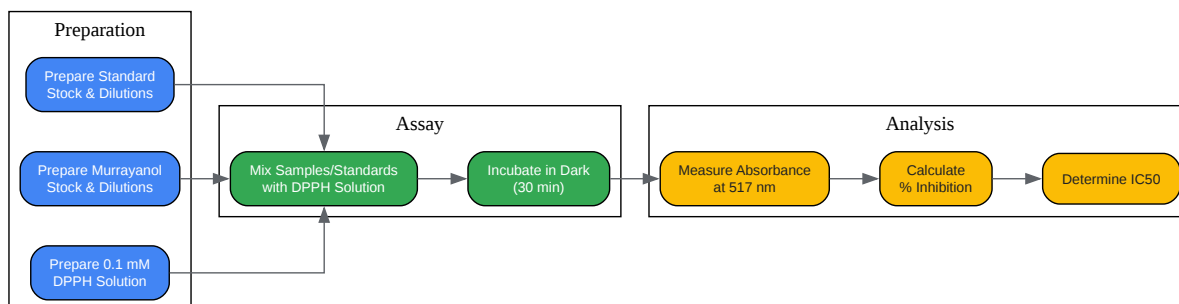 Preparation
Prepare Standard
Stock & Dilutions
Prepare Murrayanol
Stock & Dilutions
Prepare 0.1 mM
DPPH Solution
Assay
Mix Samples/Standards
with DPPH Solution
Incubate in Dark
(30 min)
Analysis
Measure Absorbance
at 517 nm
Calculate
% Inhibition
Determine IC50